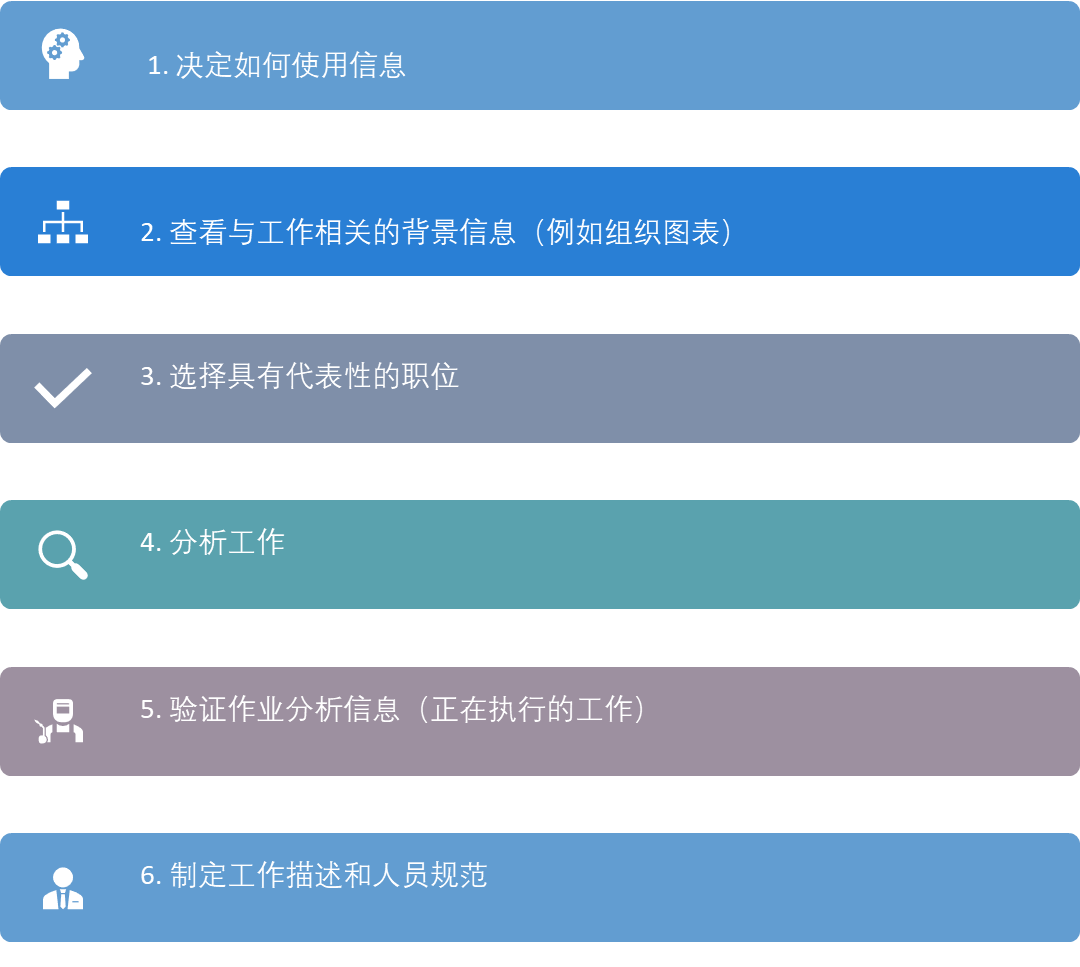 1. 决定如何使用信息
2. 查看与工作相关的背景信息（例如组织图表）
3. 选择具有代表性的职位
4. 分析工作
5. 验证作业分析信息（正在执行的工作）
6. 制定工作描述和人员规范